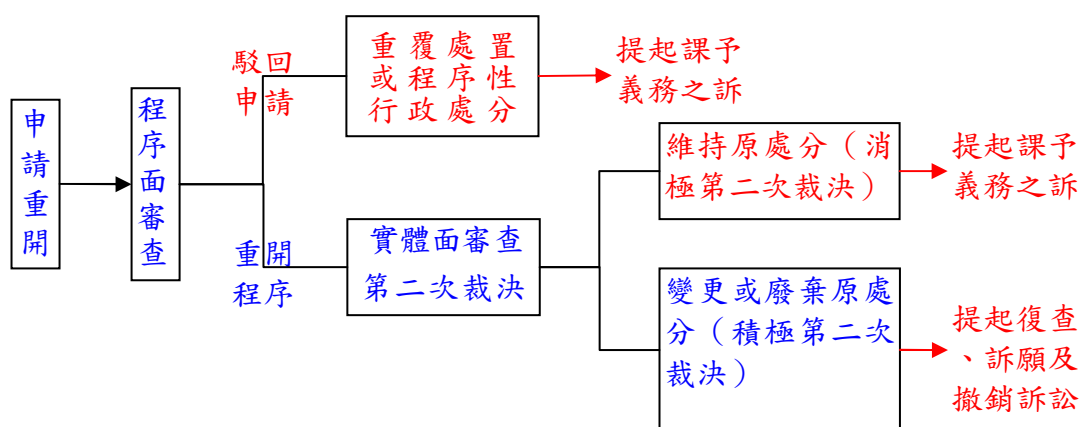 申請重開
程序面審查
駁回
申請
重覆處置
或程序性
行政處分
提起課予
義務之訴
重開
程序
實體面審查
第二次裁決
維持原處分（消
極第二次裁決）
提起課予
義務之訴
變更或廢棄原處
分（積極第二次
裁決）
提起復查
、訴願及
撤銷訴訟